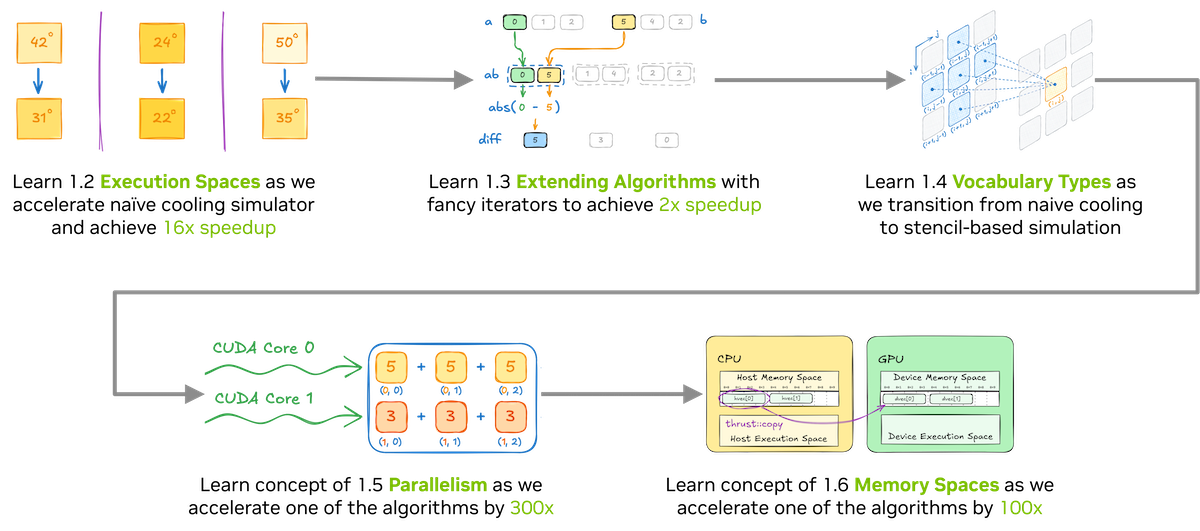 42° 24° 50°
31° 22° 35°
a 0 1 2 5 4 2 b
ab 0 5 1 4 2 2
abs(0 - 5)
diff 5 3 0
j
i
Learn 1.2 Execution Spaces as we
accelerate naïve cooling simulator
and achieve 16x speedup
Learn 1.3 Extending Algorithms with
fancy iterators to achieve 2x speedup
Learn 1.4 Vocabulary Types as
we transition from naive cooling
to stencil-based simulation
CUDA Core 0
CUDA Core 1
5 + 5 + 5
(0, 0) (0, 1) (0, 2)
3 + 3 + 3
(1, 0) (1, 1) (1, 2)
Learn concept of 1.5 Parallelism as we
accelerate one of the algorithms by 300x
CPU
Host Memory Space
hvec[0] hvec[1]
thrust::copy
Host Execution Space
GPU
Device Memory Space
dvec[0] dvec[1]
Device Execution Space
Learn concept of 1.6 Memory Spaces as we
accelerate one of the algorithms by 100x